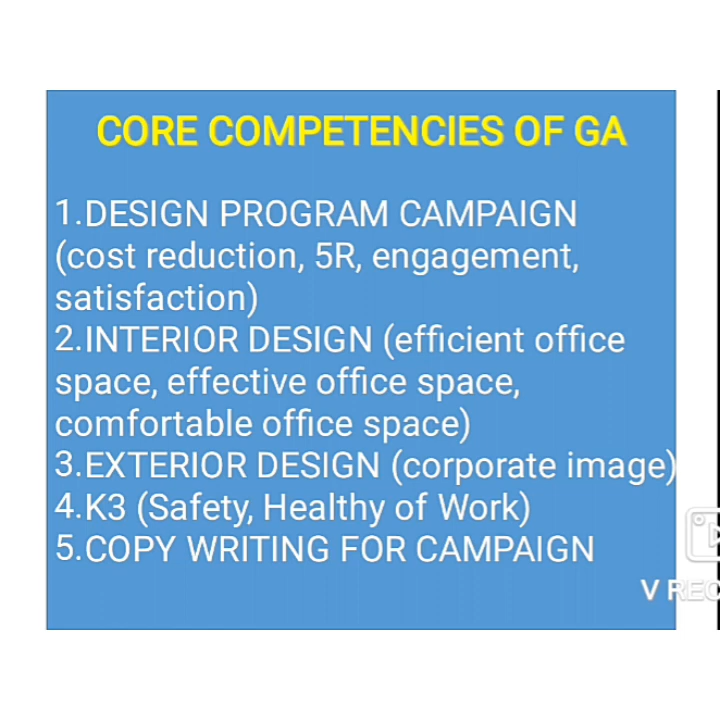 CORE COMPETENCIES OF GA
1.DESIGN PROGRAM CAMPAIGN
(cost reduction, 5R, engagement,
satisfaction)
2.INTERIOR DESIGN (efficient office
space, effective office space,
comfortable office space)
3.EXTERIOR DESIGN (corporate image)
4.K3 (Safety, Healthy of Work)
5.COPY WRITING FOR CAMPAIGN
V REC